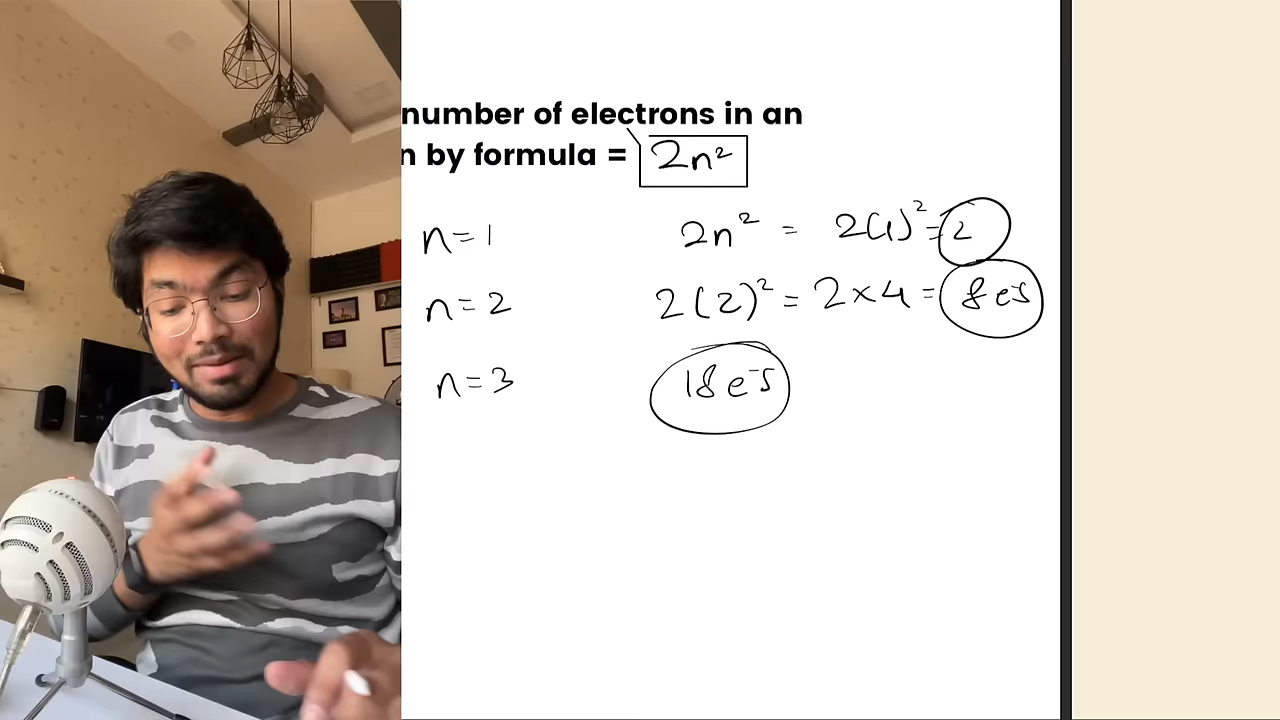 number of electrons in an
n by formula = 2n²
n=1 2n² = 2(1)² = 2
n=2 2(2)² = 2×4 = 8 e⁻s
n=3 18 e⁻s